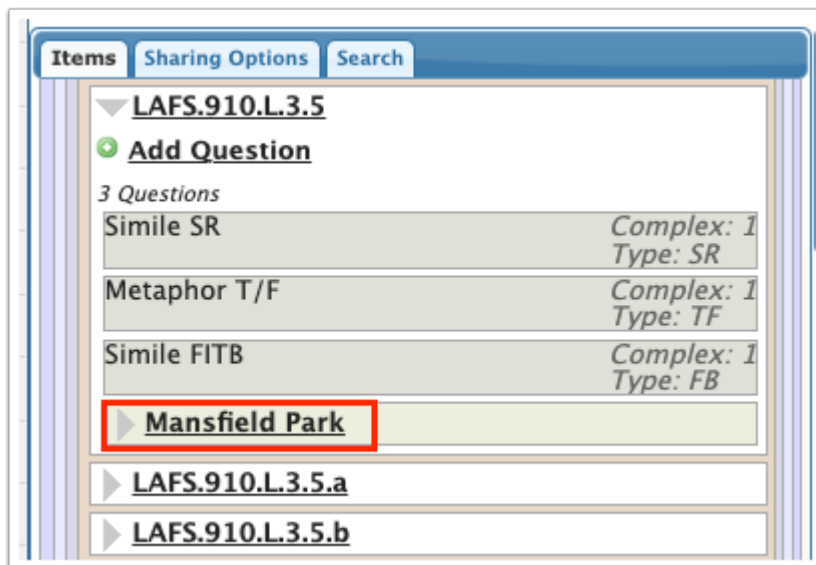 Items Sharing Options Search
LAFS.910.L.3.5
Add Question
3 Questions
Simile SR Complex: 1
Type: SR
Metaphor T/F Complex: 1
Type: TF
Simile FITB Complex: 1
Type: FB
Mansfield Park
LAFS.910.L.3.5.a
LAFS.910.L.3.5.b